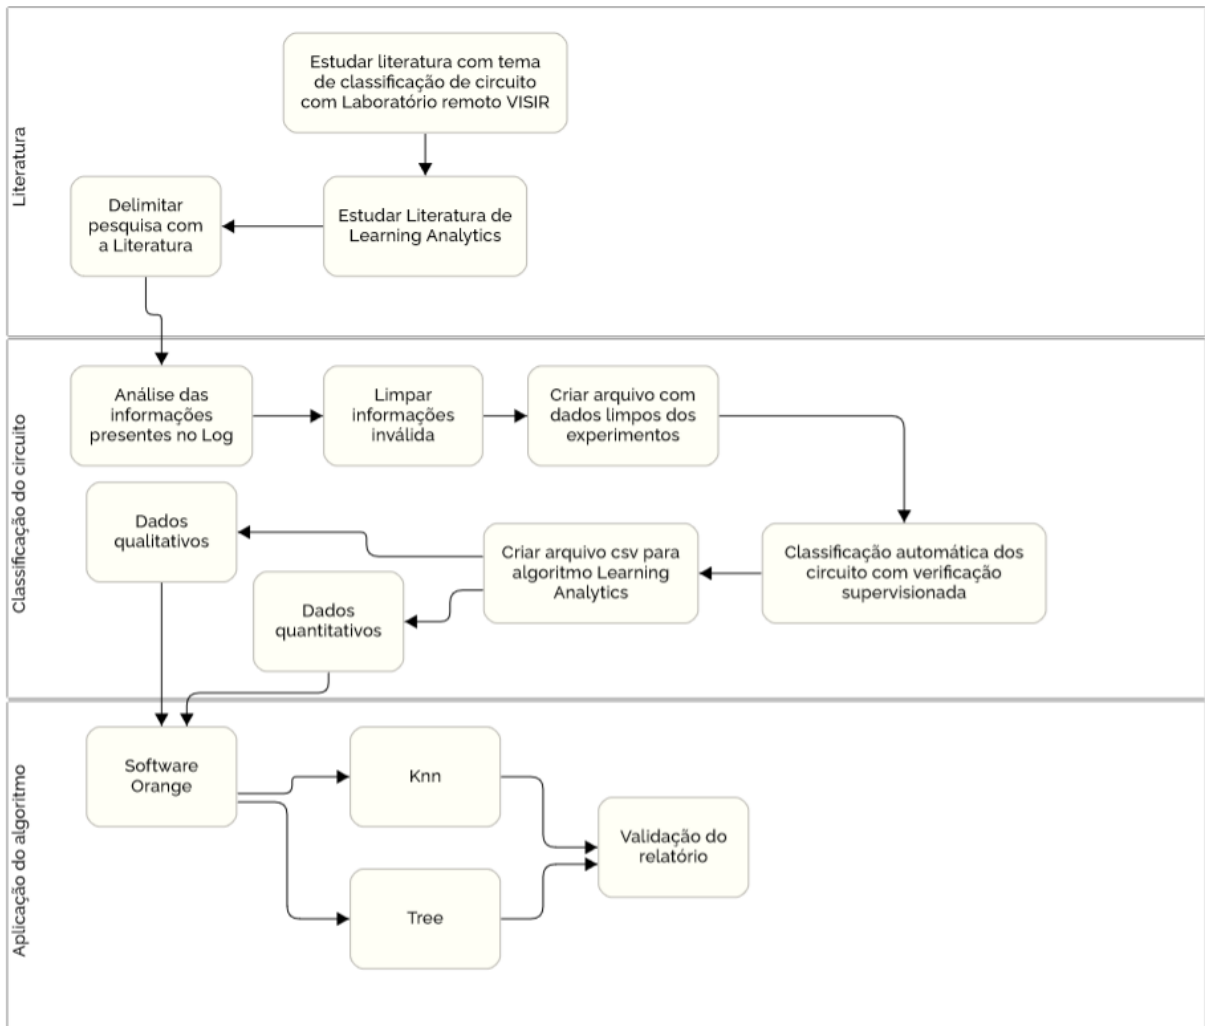 Literatura
Estudar literatura com tema
de classificação de circuito
com Laboratório remoto VISIR
Estudar Literatura de
Learning Analytics
Delimitar
pesquisa com
a Literatura
Classificação do circuito
Análise das
informações
presentes no Log
Limpar
informações
inválida
Criar arquivo com
dados limpos dos
experimentos
Classificação automática dos
circuito com verificação
supervisionada
Criar arquivo csv para
algoritmo Learning
Analytics
Dados
qualitativos
Dados
quantitativos
Aplicação do algoritmo
Software
Orange
Knn
Tree
Validação do
relatório